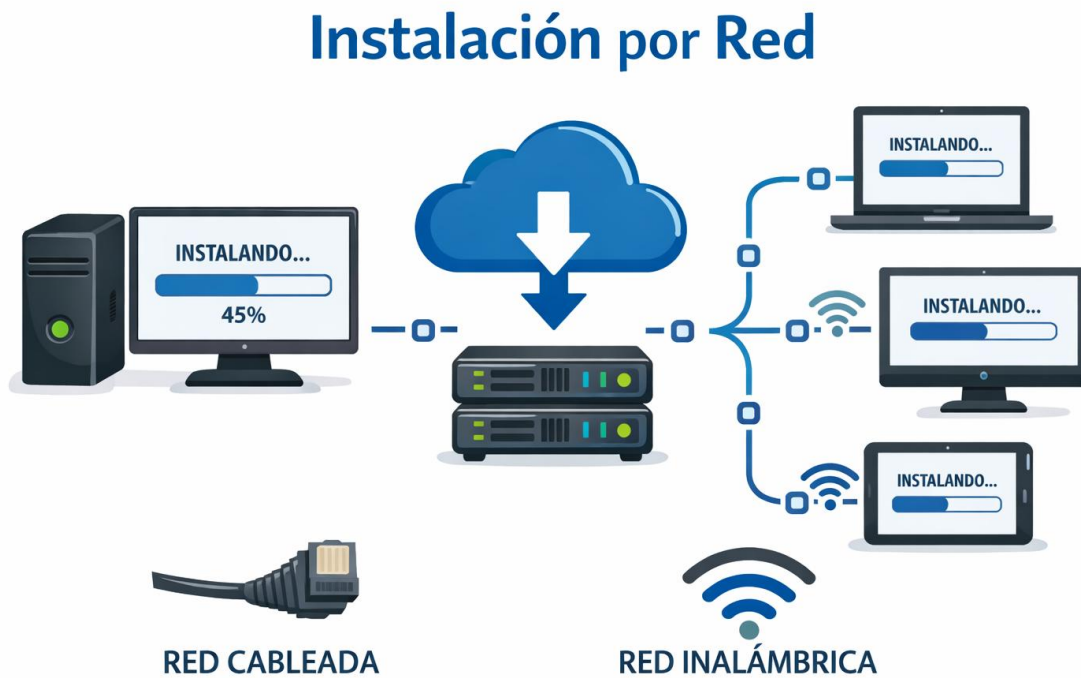 Instalación por Red
INSTALANDO...
45%
INSTALANDO...
INSTALANDO...
INSTALANDO...
RED CABLEADA
RED INALÁMBRICA